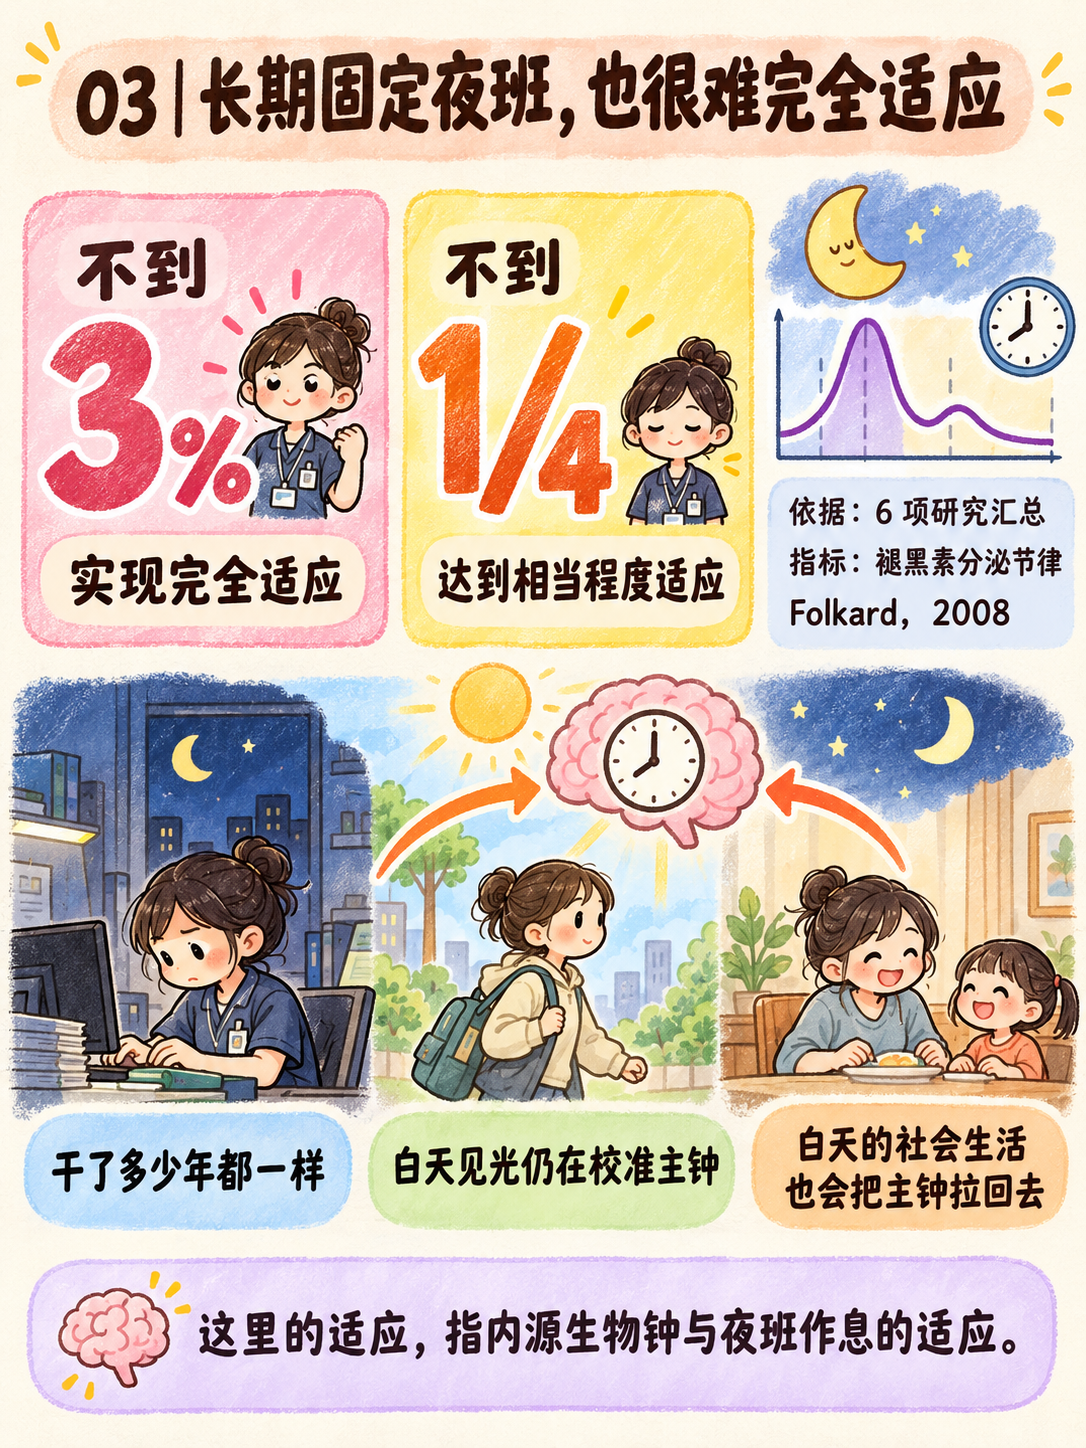 03|长期固定夜班,也很难完全适应
不到
3%
实现完全适应
不到
1/4
达到相当程度适应
依据：6 项研究汇总
指标：褪黑素分泌节律
Folkard，2008
干了多少年都一样
白天见光仍在校准主钟
白天的社会生活
也会把主钟拉回去
这里的适应，指内源生物钟与夜班作息的适应。